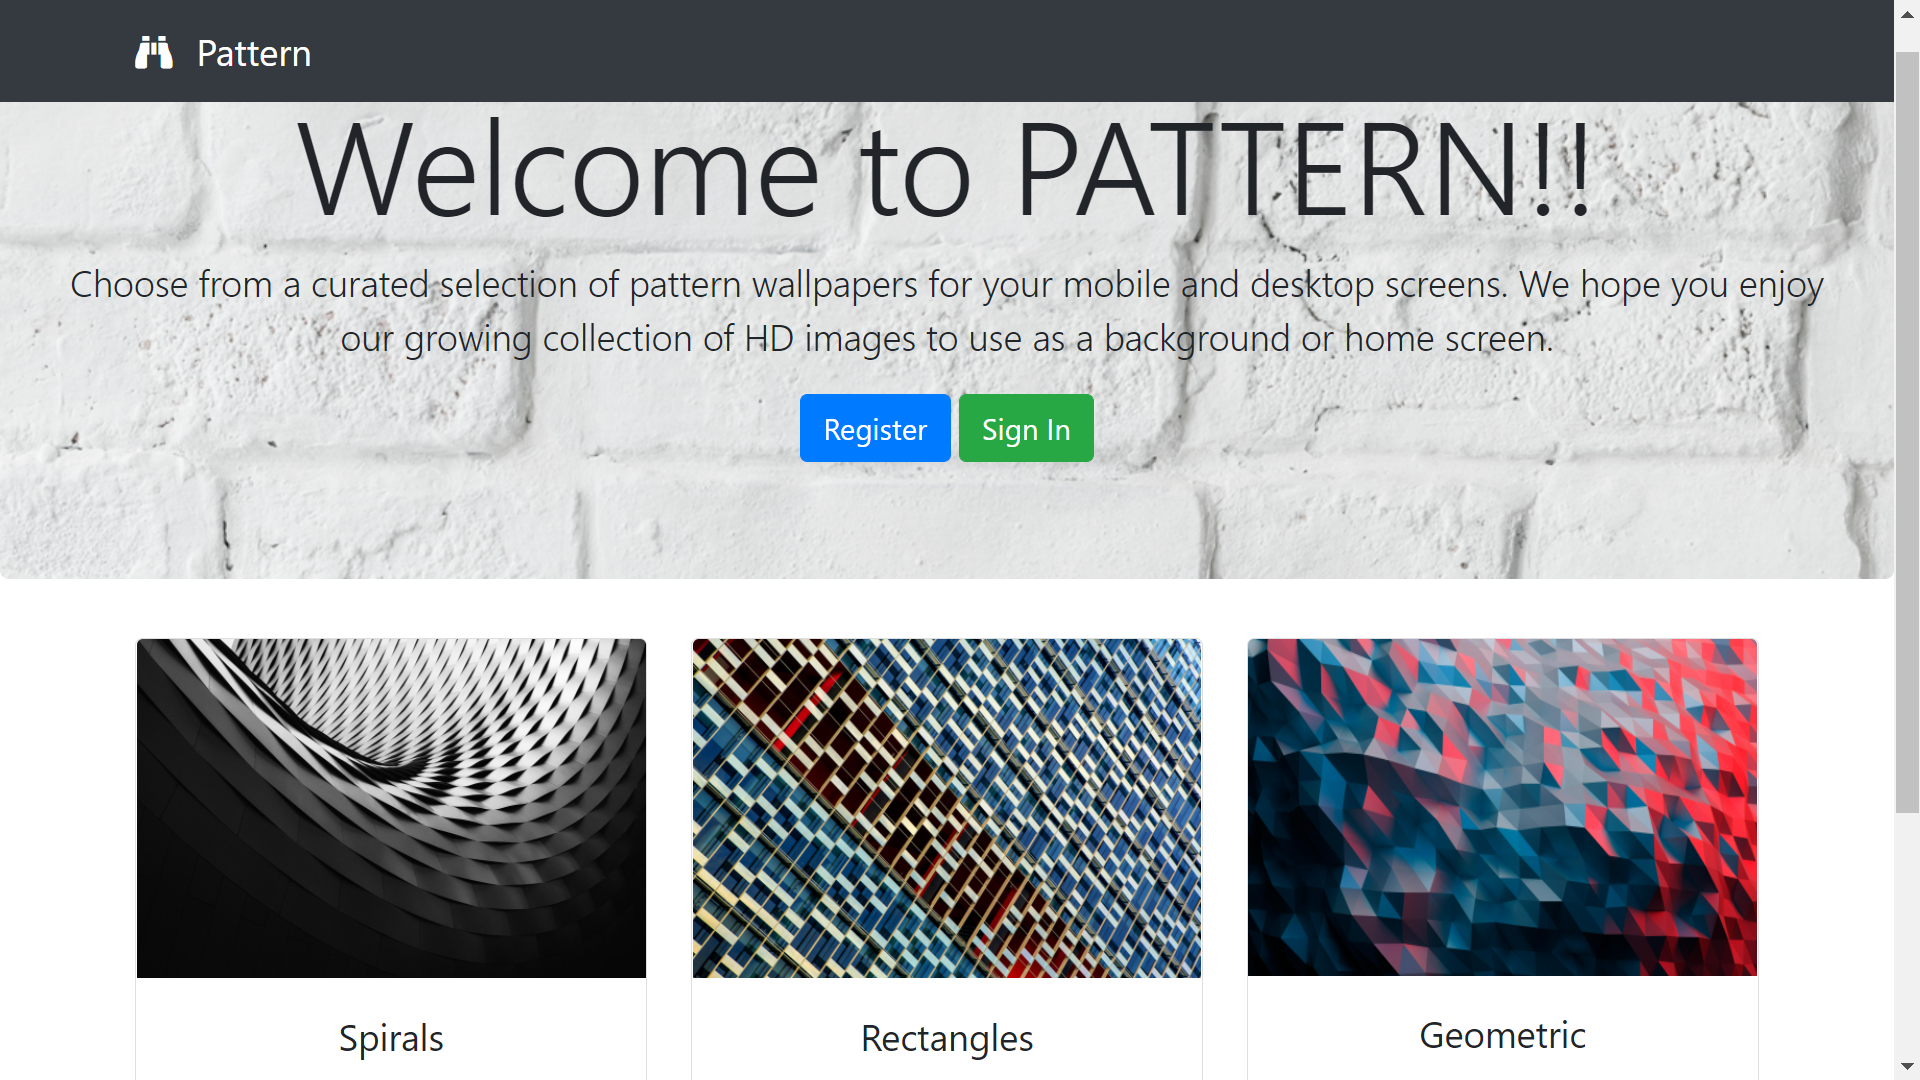 Pattern
Welcome to PATTERN!!
Choose from a curated selection of pattern wallpapers for your mobile and desktop screens. We hope you enjoy
our growing collection of HD images to use as a background or home screen.
Register Sign In
Spirals
Rectangles
Geometric